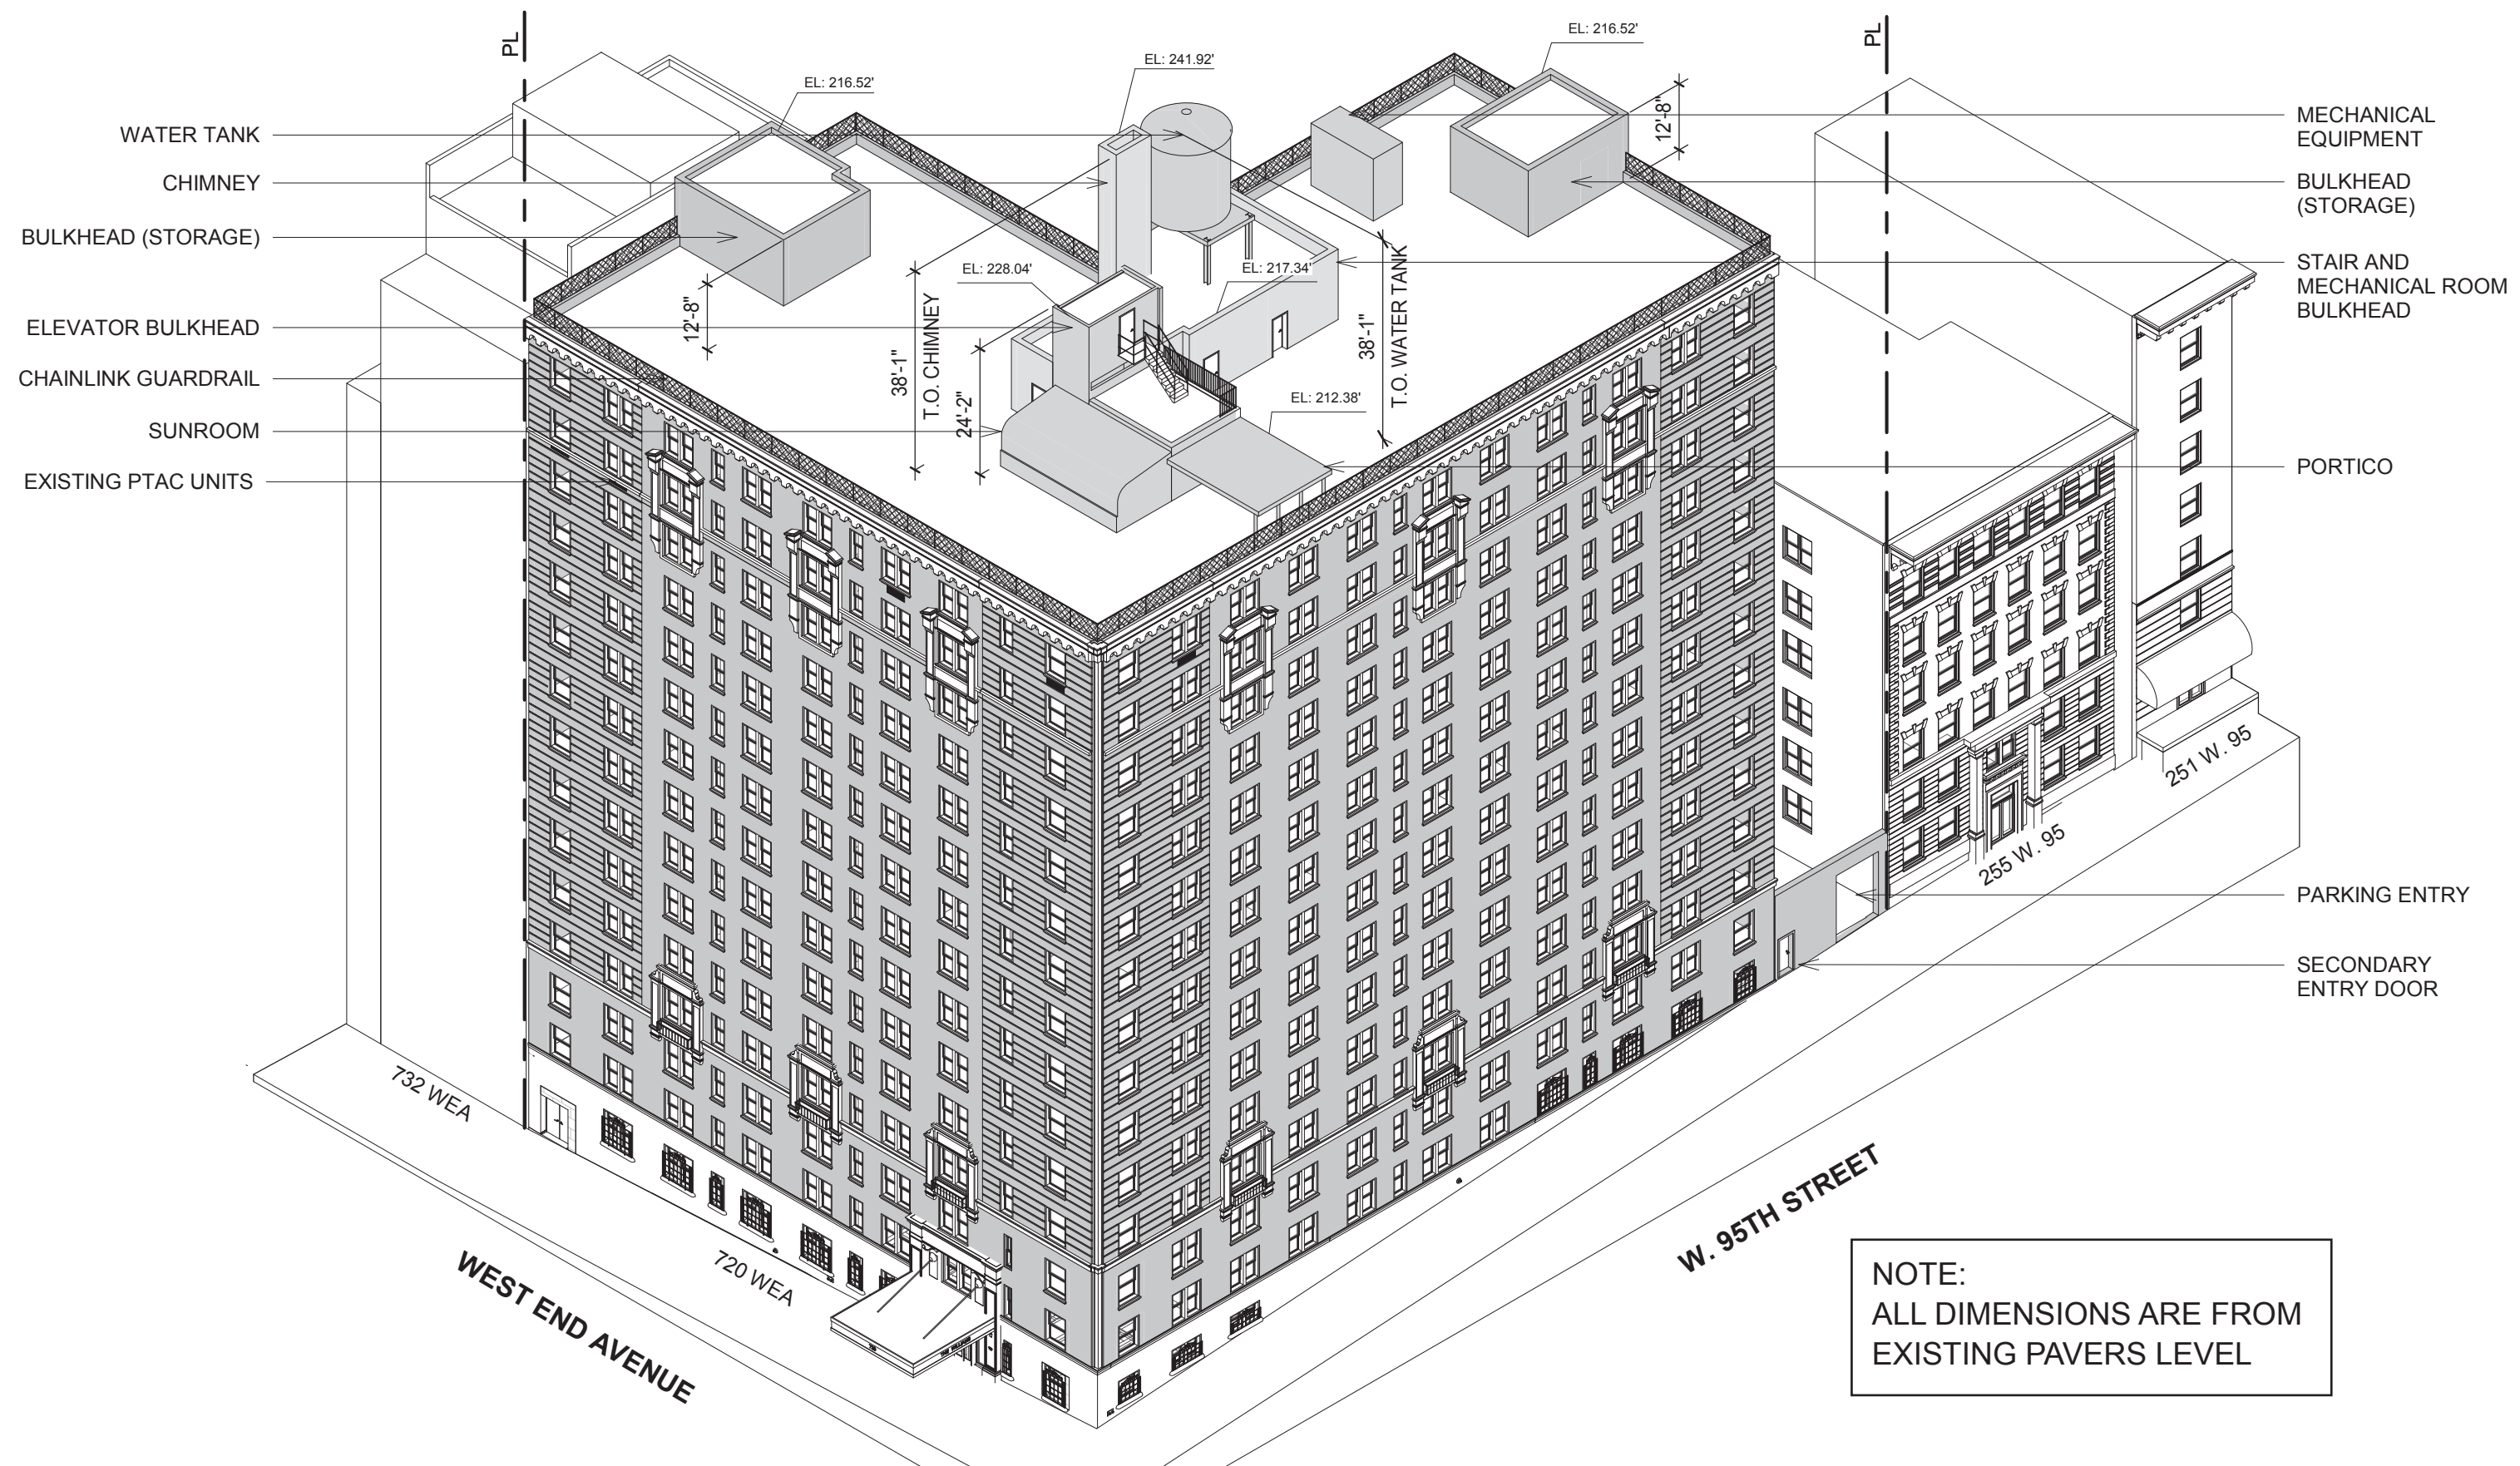 PL
PL
EL: 216.52'
EL: 241.92'
EL: 216.52'
WATER TANK
CHIMNEY
BULKHEAD (STORAGE)
ELEVATOR BULKHEAD
CHAINLINK GUARDRAIL
SUNROOM
EXISTING PTAC UNITS
12'-8"
38'-1"
T.O. CHIMNEY
24'-2"
EL: 228.04'
EL: 217.34'
EL: 212.38'
38'-1"
T.O. WATER TANK
12'-8"
MECHANICAL
EQUIPMENT
BULKHEAD
(STORAGE)
STAIR AND
MECHANICAL ROOM
BULKHEAD
PORTICO
PARKING ENTRY
SECONDARY
ENTRY DOOR
251 W. 95
255 W. 95
732 WEA
720 WEA
WEST END AVENUE
W. 95TH STREET
NOTE:
ALL DIMENSIONS ARE FROM
EXISTING PAVERS LEVEL